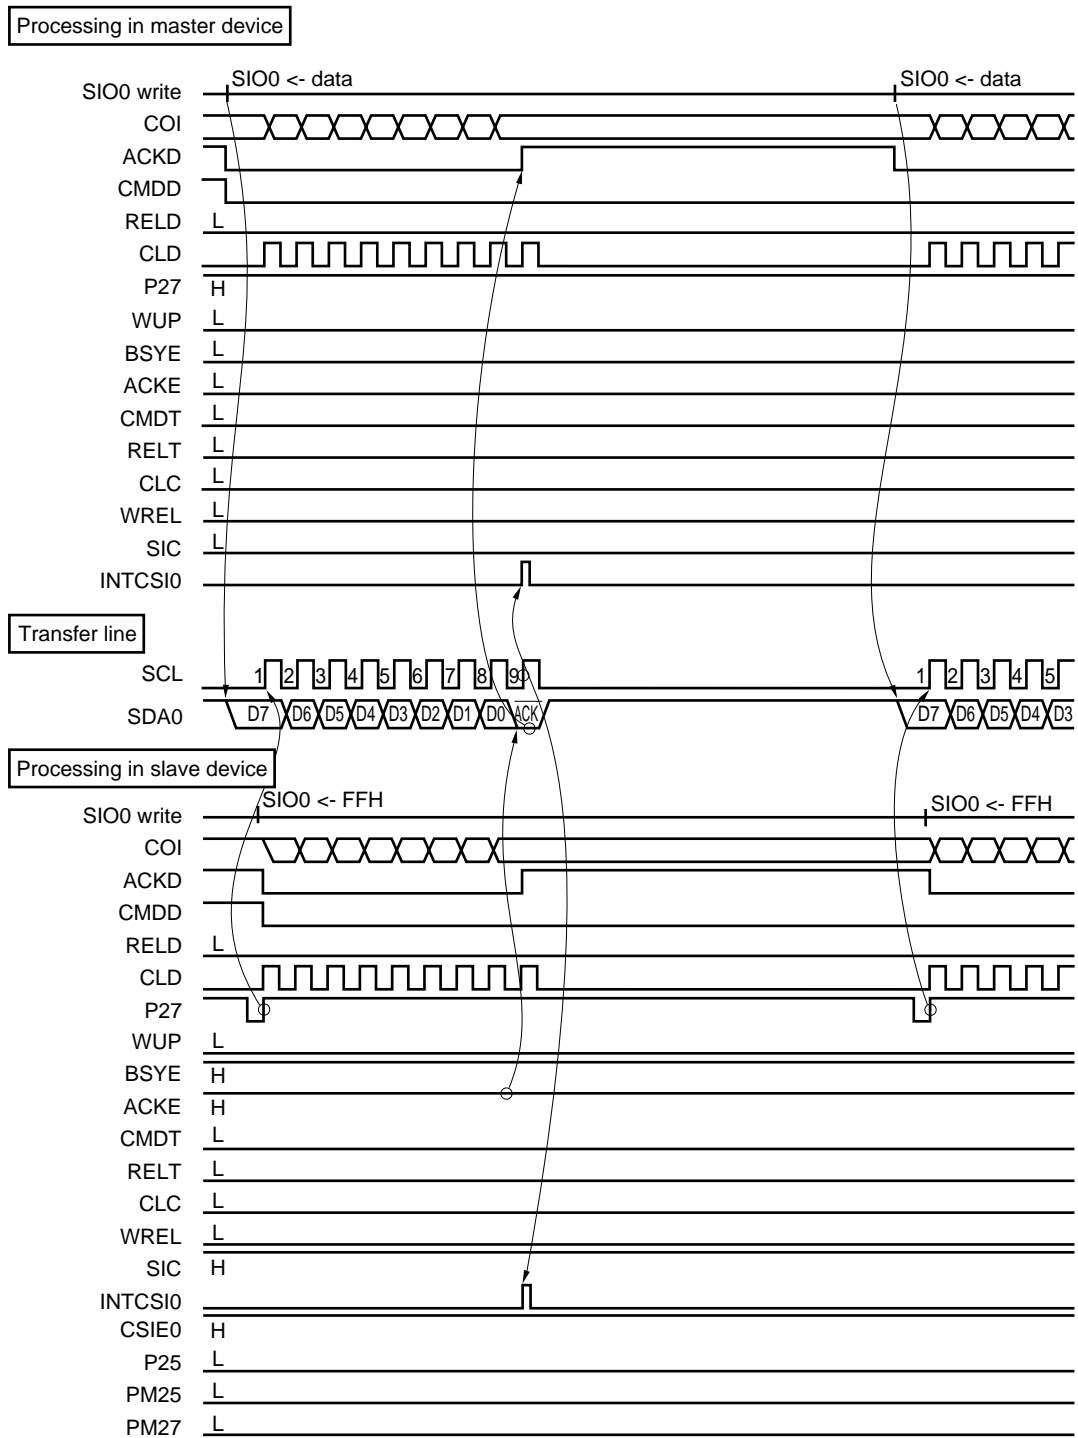 Processing in master device
SIO0 <- data SIO0 <- data
SIO0 write
COI
ACKD
CMDD
RELD L
CLD
P27 H
WUP L
BSYE L
ACKE L
CMDT L
RELT L
CLC L
WREL L
SIC L
INTCSI0
Transfer line
SCL 1 2 3 4 5 6 7 8 9 1 2 3 4 5
SDA0 D7 D6 D5 D4 D3 D2 D1 D0 ACK D7 D6 D5 D4 D3
Processing in slave device
SIO0 <- FFH SIO0 <- FFH
SIO0 write
COI
ACKD
CMDD
RELD L
CLD
P27
WUP L
BSYE H
ACKE H
CMDT L
RELT L
CLC L
WREL L
SIC H
INTCSI0
CSIE0 H
P25 L
PM25 L
PM27 L